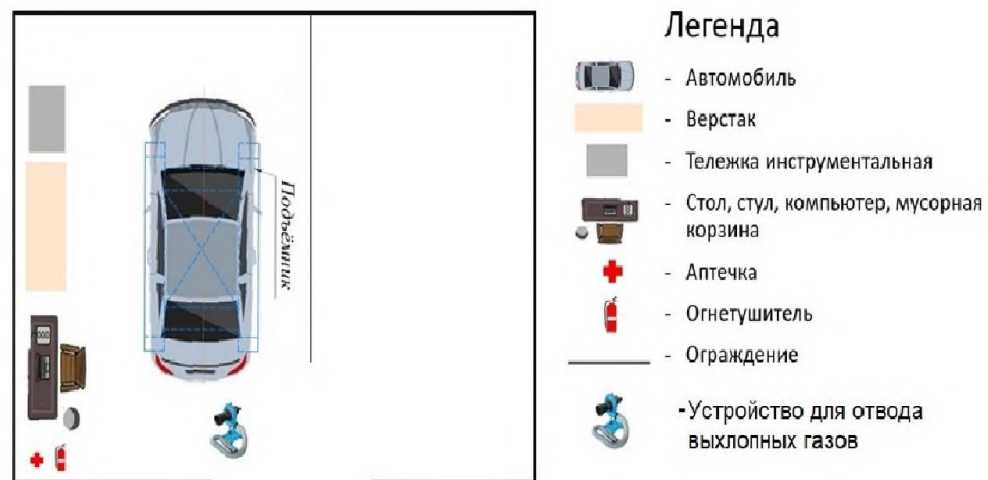 Подъёмник
Легенда
- Автомобиль
- Верстак
- Тележка инструментальная
- Стол, стул, компьютер, мусорная
корзина
- Аптечка
- Огнетушитель
- Ограждение
-Устройство для отвода
выхлопных газов